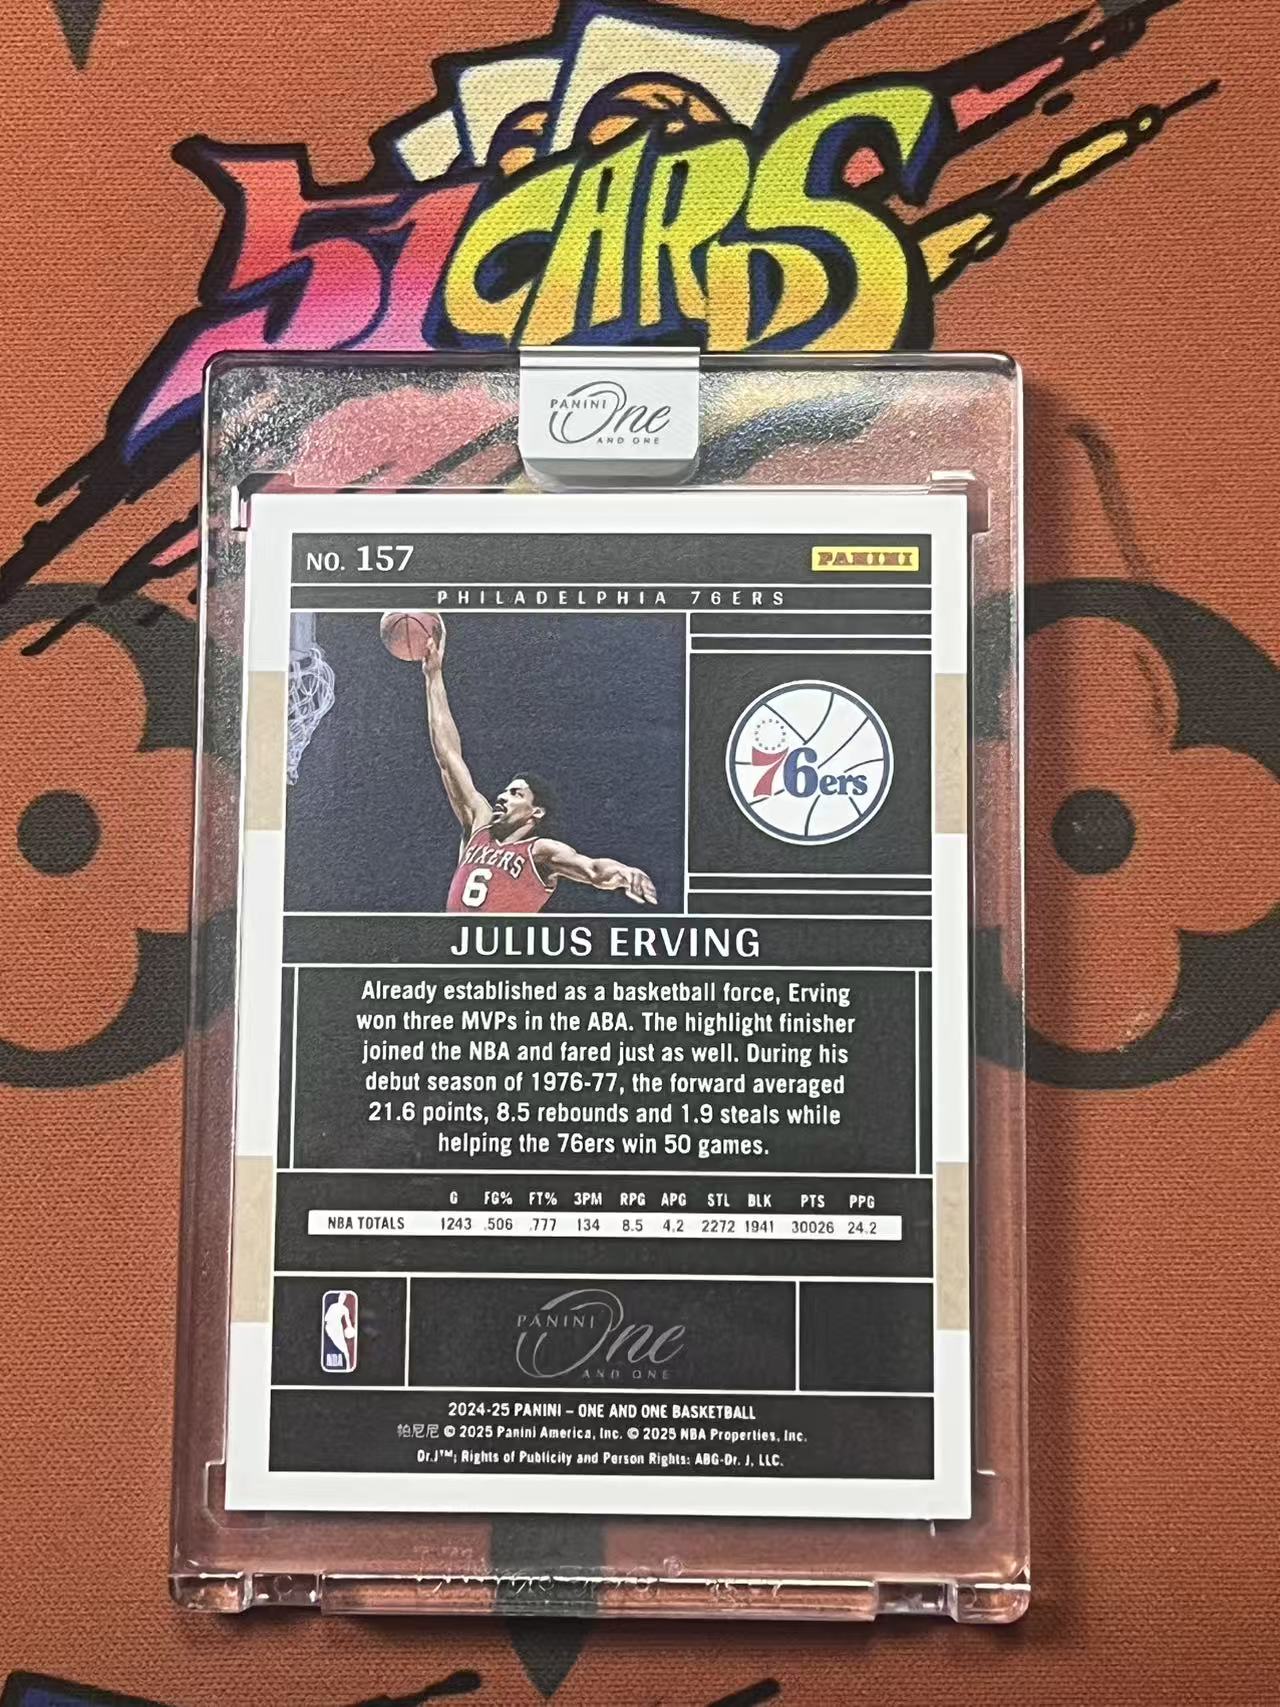 51CARDS
PANINI
One
AND ONE
NO. 157
PANINI
PHILADELPHIA 76ERS
76ers
SIXERS
6
JULIUS ERVING
Already established as a basketball force, Erving
won three MVPs in the ABA. The highlight finisher
joined the NBA and fared just as well. During his
debut season of 1976-77, the forward averaged
21.6 points, 8.5 rebounds and 1.9 steals while
helping the 76ers win 50 games.
G FG% FT% 3PM RPG APG STL BLK PTS PPG
NBA TOTALS 1243 .506 .777 134 8.5 4.2 2272 1941 30026 24.2
NBA
PANINI
One
AND ONE
2024-25 PANINI – ONE AND ONE BASKETBALL
帕尼尼 © 2025 Panini America, Inc. © 2025 NBA Properties, Inc.
Dr.J™; Rights of Publicity and Person Rights: ABG-Dr. J, LLC.